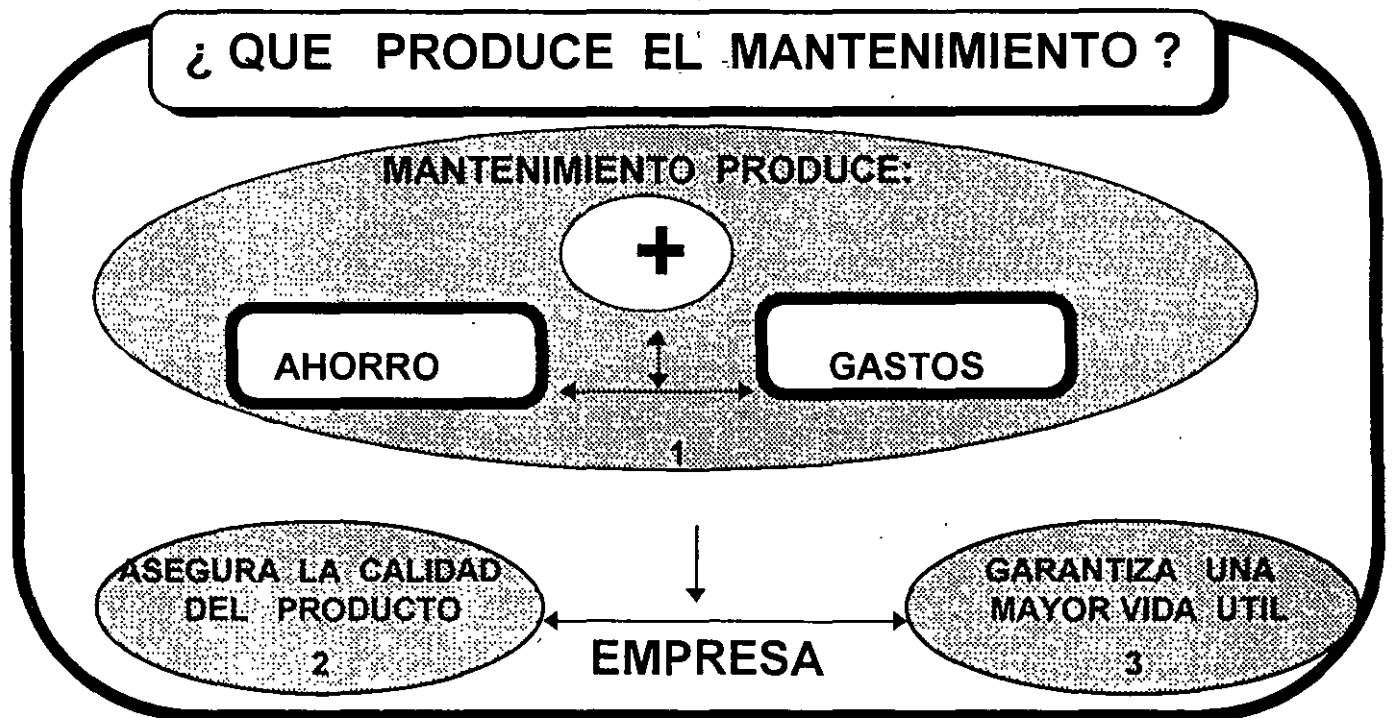 ¿ QUE PRODUCE EL MANTENIMIENTO ?
MANTENIMIENTO PRODUCE:
+
AHORRO
GASTOS
1
ASEGURA LA CALIDAD
DEL PRODUCTO
2
EMPRESA
GARANTIZA UNA
MAYOR VIDA UTIL
3